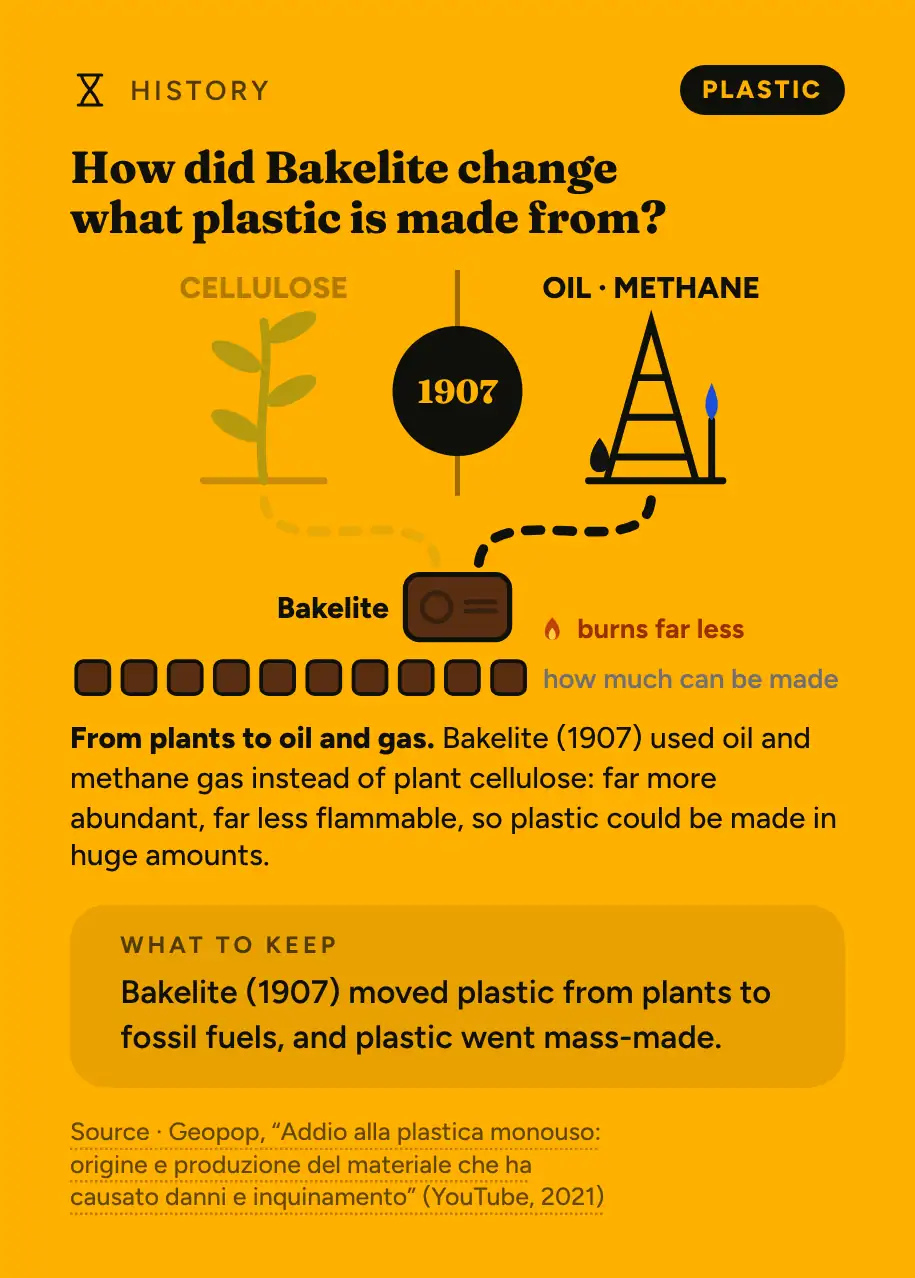 HISTORY
PLASTIC
How did Bakelite change
what plastic is made from?
CELLULOSE
OIL · METHANE
1907
Bakelite
burns far less
how much can be made
From plants to oil and gas. Bakelite (1907) used oil and
methane gas instead of plant cellulose: far more
abundant, far less flammable, so plastic could be made in
huge amounts.
WHAT TO KEEP
Bakelite (1907) moved plastic from plants to
fossil fuels, and plastic went mass-made.
Source · Geopop, “Addio alla plastica monouso:
origine e produzione del materiale che ha
causato danni e inquinamento” (YouTube, 2021)